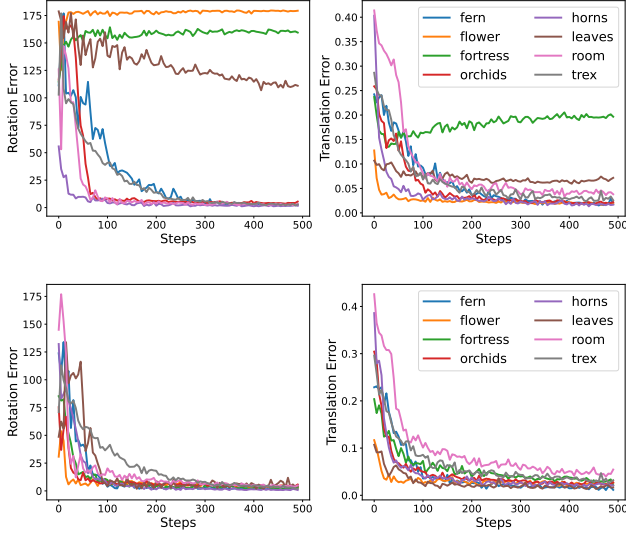 175
150
125
100
75
50
25
0
Rotation Error
0 100 200 300 400 500
Steps
0.40
0.35
0.30
0.25
0.20
0.15
0.10
0.05
0.00
Translation Error
fern horns
flower leaves
fortress room
orchids trex
0 100 200 300 400 500
Steps
175
150
125
100
75
50
25
0
Rotation Error
0 100 200 300 400 500
Steps
0.4
0.3
0.2
0.1
0.0
Translation Error
fern horns
flower leaves
fortress room
orchids trex
0 100 200 300 400 500
Steps